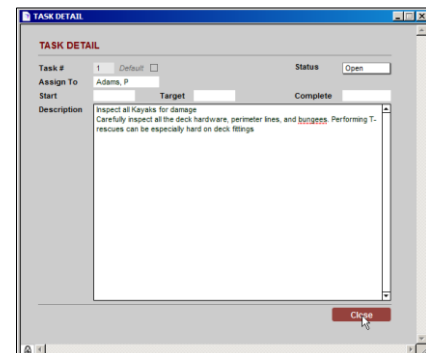 TASK DETAIL
TASK DETAIL
Task # 1 Default Status Open
Assign To Adams, P
Start Target Complete
Description Inspect all Kayaks for damage
Carefully inspect all the deck hardware, perimeter lines, and bungees. Performing T-
rescues can be especially hard on deck fittings
Close